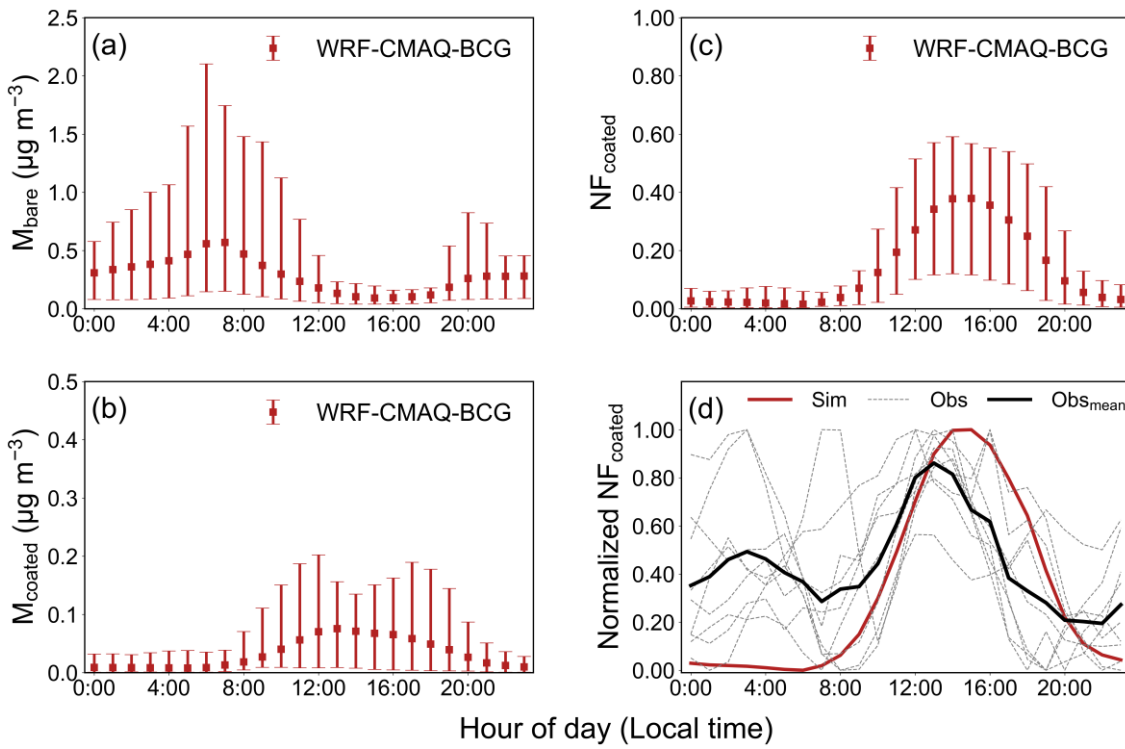 (a)
WRF-CMAQ-BCG
M_bare (µg m⁻³)
2.5
2.0
1.5
1.0
0.5
0.0
0:00 4:00 8:00 12:00 16:00 20:00
(c)
WRF-CMAQ-BCG
NF_coated
1.00
0.80
0.60
0.40
0.20
0.00
0:00 4:00 8:00 12:00 16:00 20:00
(b)
WRF-CMAQ-BCG
M_coated (µg m⁻³)
0.5
0.4
0.3
0.2
0.1
0.0
0:00 4:00 8:00 12:00 16:00 20:00
(d)
Sim Obs Obs_mean
Normalized NF_coated
1.00
0.80
0.60
0.40
0.20
0.00
0:00 4:00 8:00 12:00 16:00 20:00
Hour of day (Local time)